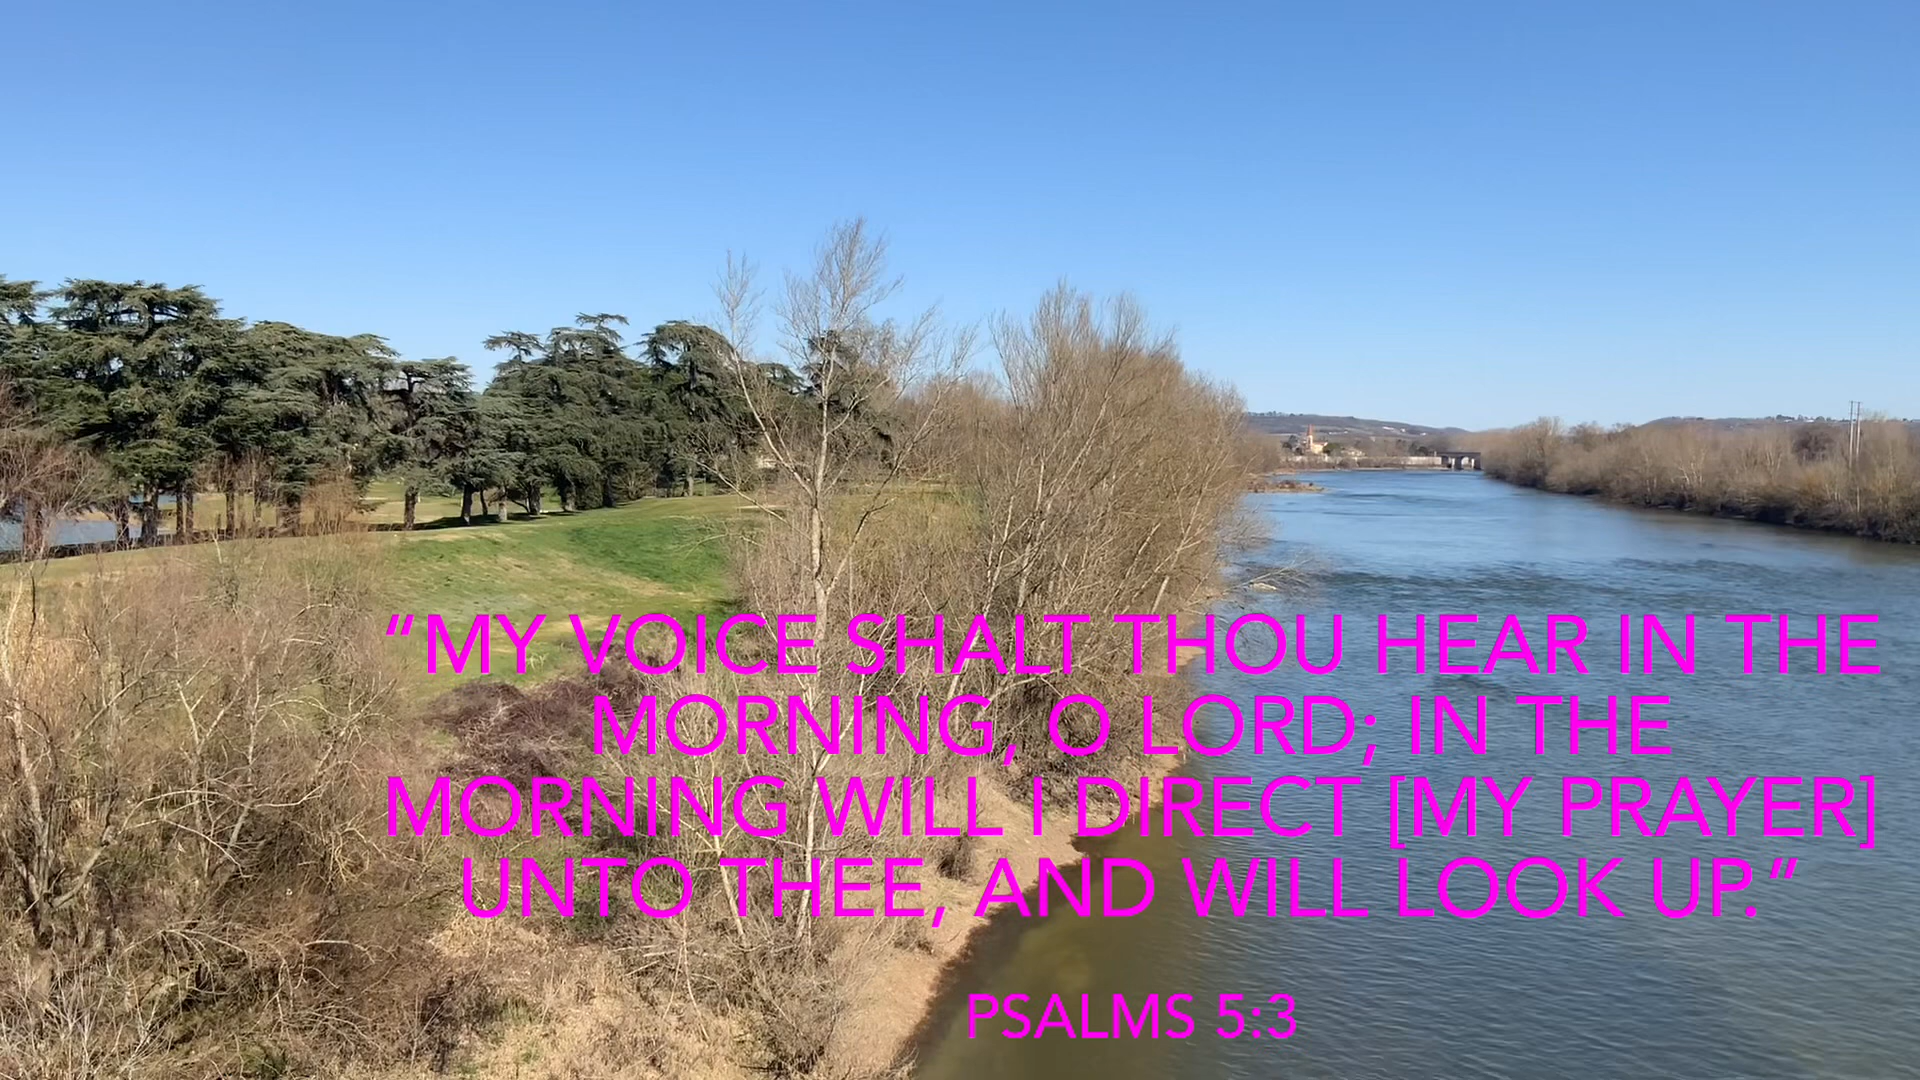 “MY VOICE SHALT THOU HEAR IN THE
MORNING, O LORD; IN THE
MORNING WILL I DIRECT [MY PRAYER]
UNTO THEE, AND WILL LOOK UP.”
PSALMS 5:3